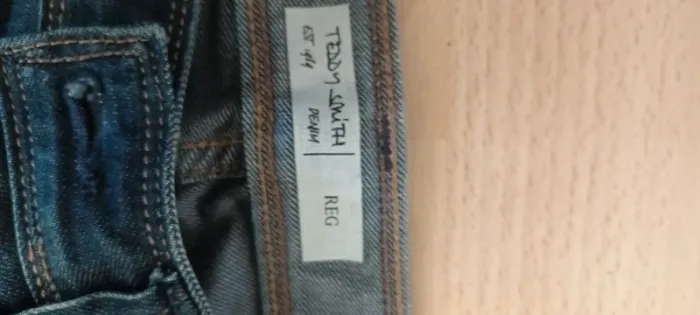 TEDDY SMITH
DENIM
REG